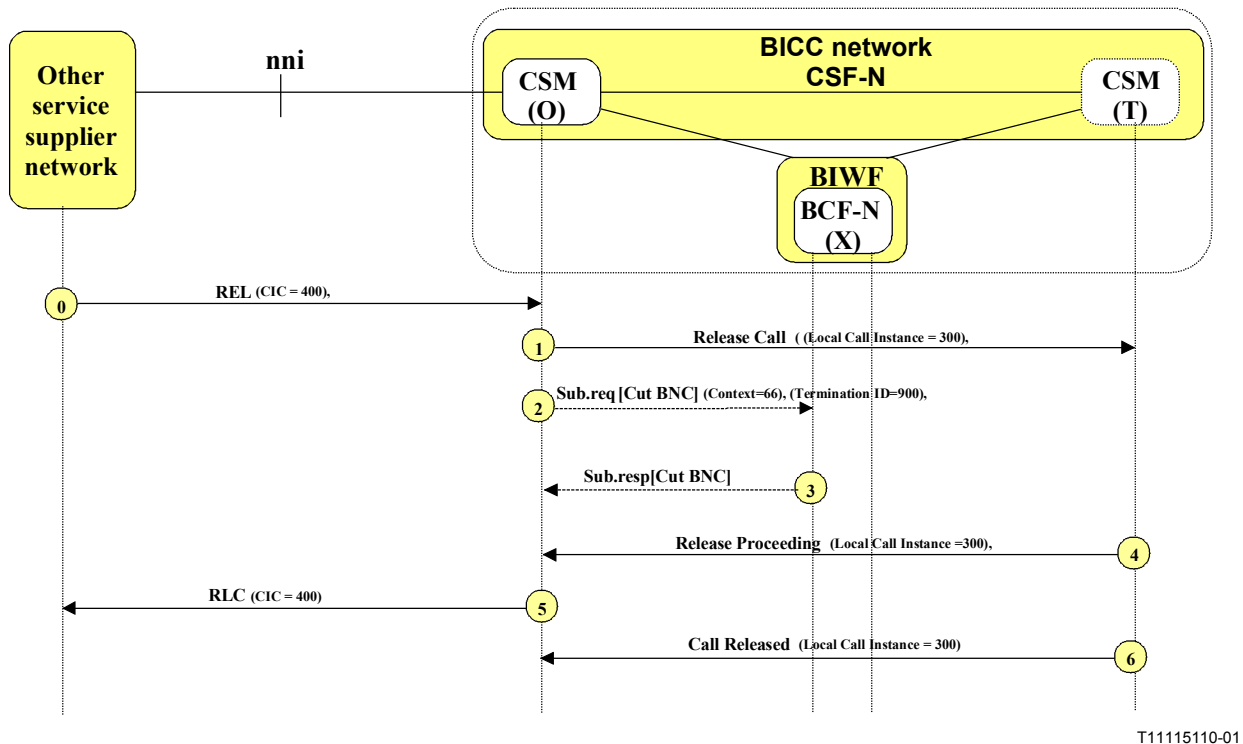 Other
service
supplier
network
nni
BICC network
CSF-N
CSM
(O)
CSM
(T)
BIWF
BCF-N
(X)
0
REL (CIC = 400),
1
Release Call ( (Local Call Instance = 300),
2
Sub.req [Cut BNC] (Context=66), (Termination ID=900),
Sub.resp[Cut BNC]
3
Release Proceeding (Local Call Instance =300),
4
RLC (CIC = 400)
5
Call Released (Local Call Instance = 300)
6
T11115110-01